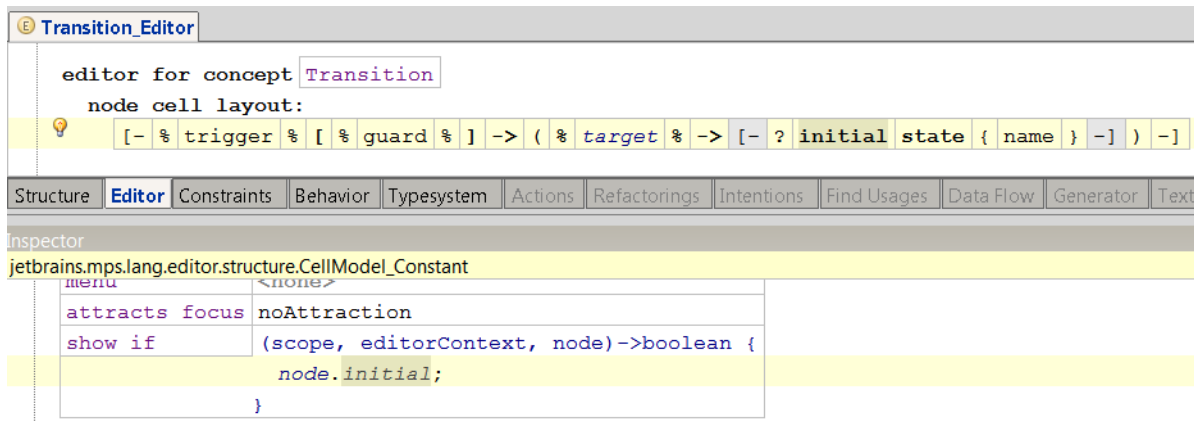 E Transition_Editor
editor for concept Transition
node cell layout:
[- % trigger % [ % guard % ] -> ( % target % -> [- ? initial state { name } -] ) -]
Structure Editor Constraints Behavior Typesystem Actions Refactorings Intentions Find Usages Data Flow Generator Text
Inspector
jetbrains.mps.lang.editor.structure.CellModel_Constant
menu <none>
attracts focus noAttraction
show if (scope, editorContext, node)->boolean {
node.initial;
}